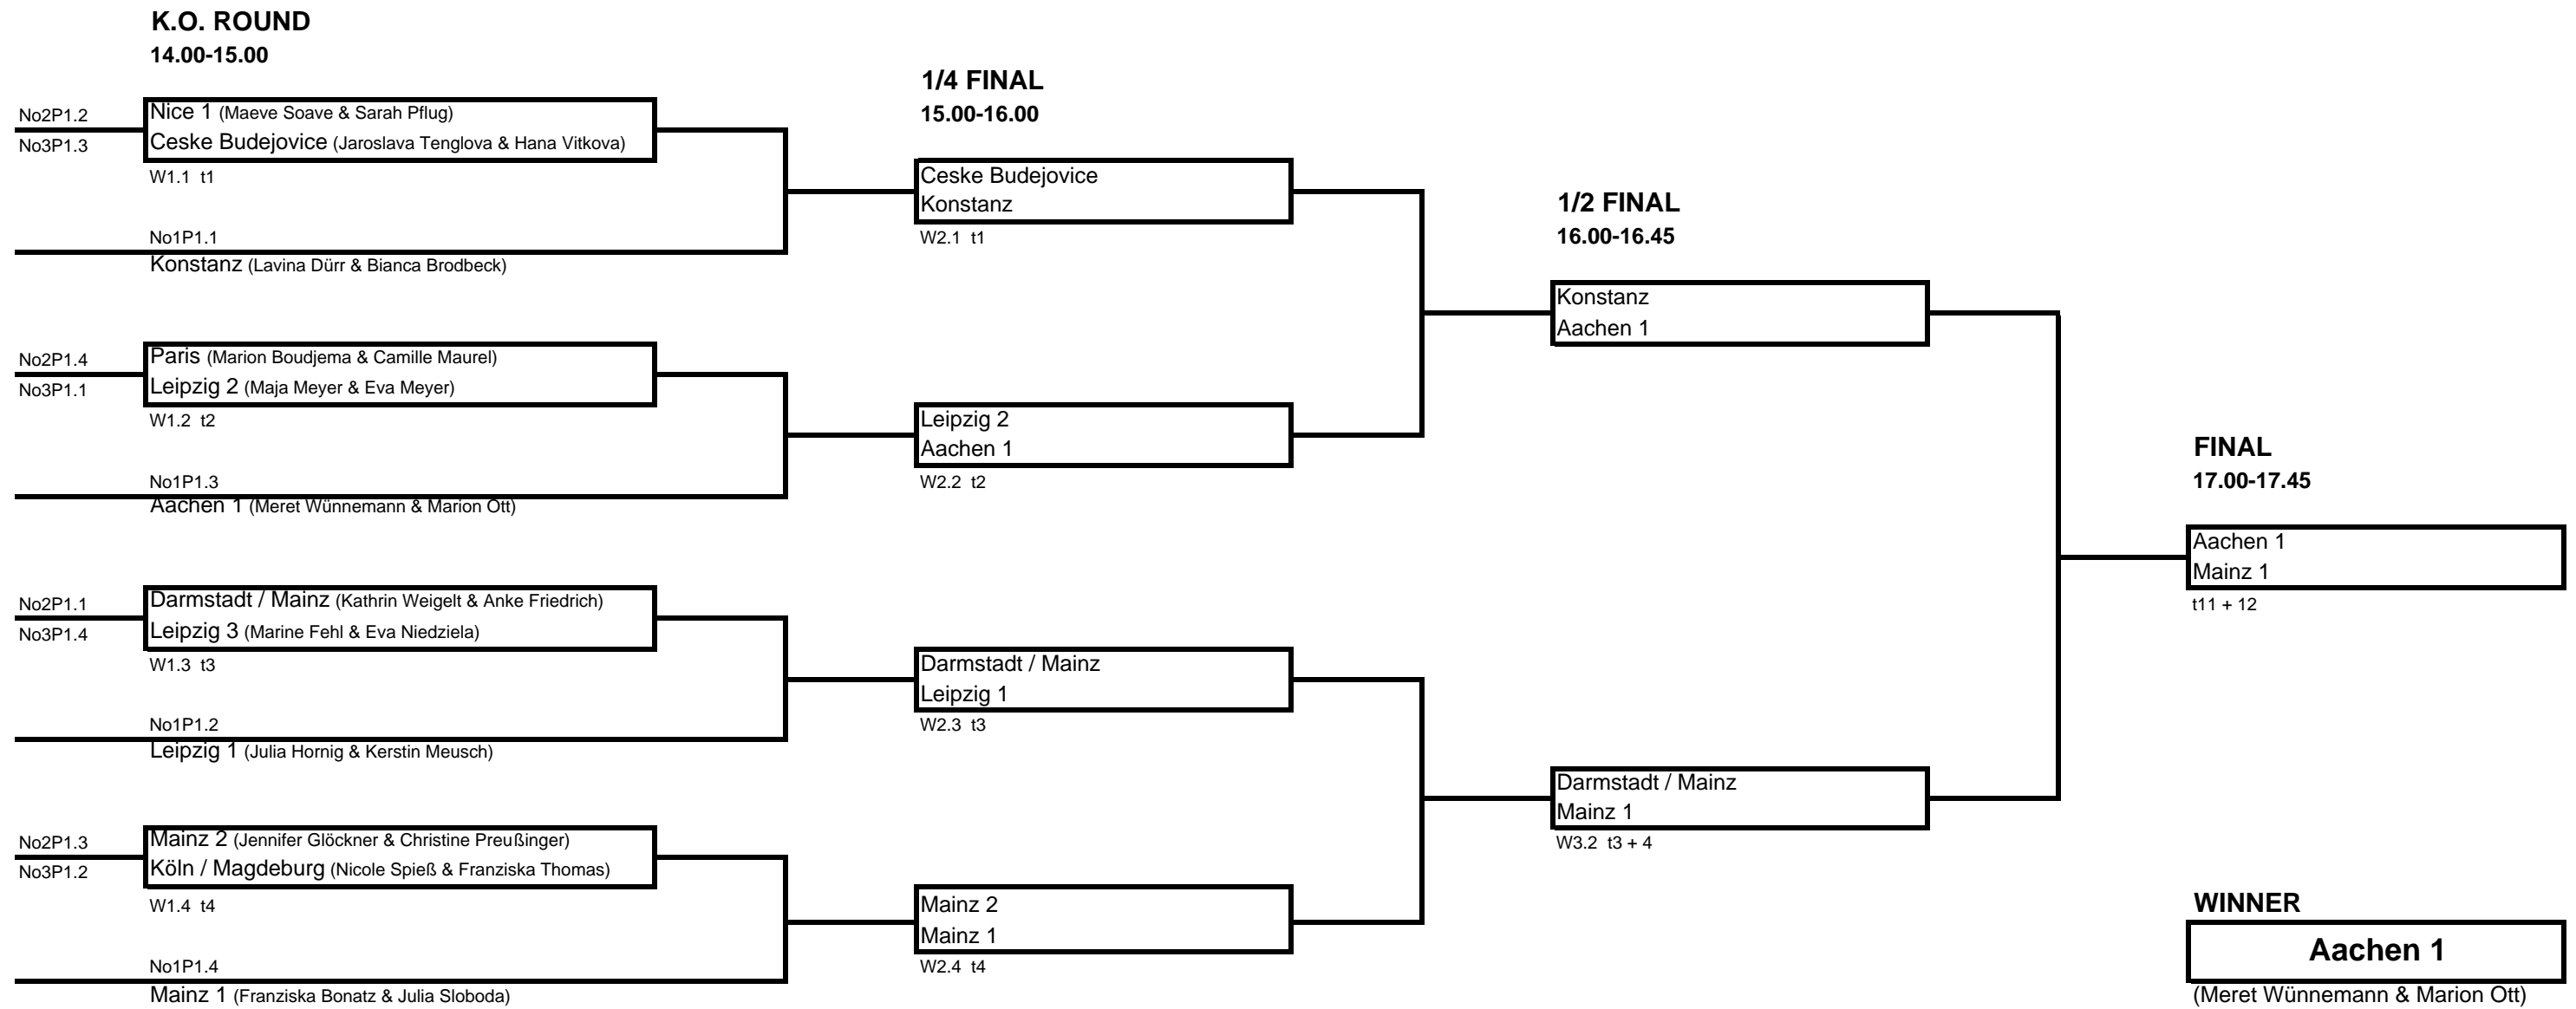 K.O. ROUND
14.00-15.00
No2P1.2
Nice 1 (Maeve Soave & Sarah Pflug)
No3P1.3
Ceske Budejovice (Jaroslava Tenglova & Hana Vitkova)
W1.1 t1
No1P1.1
Konstanz (Lavina Dürr & Bianca Brodbeck)
No2P1.4
Paris (Marion Boudjema & Camille Maurel)
No3P1.1
Leipzig 2 (Maja Meyer & Eva Meyer)
W1.2 t2
No1P1.3
Aachen 1 (Meret Wünnemann & Marion Ott)
No2P1.1
Darmstadt / Mainz (Kathrin Weigelt & Anke Friedrich)
No3P1.4
Leipzig 3 (Marine Fehl & Eva Niedziela)
W1.3 t3
No1P1.2
Leipzig 1 (Julia Hornig & Kerstin Meusch)
No2P1.3
Mainz 2 (Jennifer Glöckner & Christine Preußinger)
No3P1.2
Köln / Magdeburg (Nicole Spieß & Franziska Thomas)
W1.4 t4
No1P1.4
Mainz 1 (Franziska Bonatz & Julia Sloboda)
1/4 FINAL
15.00-16.00
Ceske Budejovice
Konstanz
W2.1 t1
Leipzig 2
Aachen 1
W2.2 t2
Darmstadt / Mainz
Leipzig 1
W2.3 t3
Mainz 2
Mainz 1
W2.4 t4
1/2 FINAL
16.00-16.45
Konstanz
Aachen 1
Darmstadt / Mainz
Mainz 1
W3.2 t3 + 4
FINAL
17.00-17.45
Aachen 1
Mainz 1
t11 + 12
WINNER
Aachen 1
(Meret Wünnemann & Marion Ott)